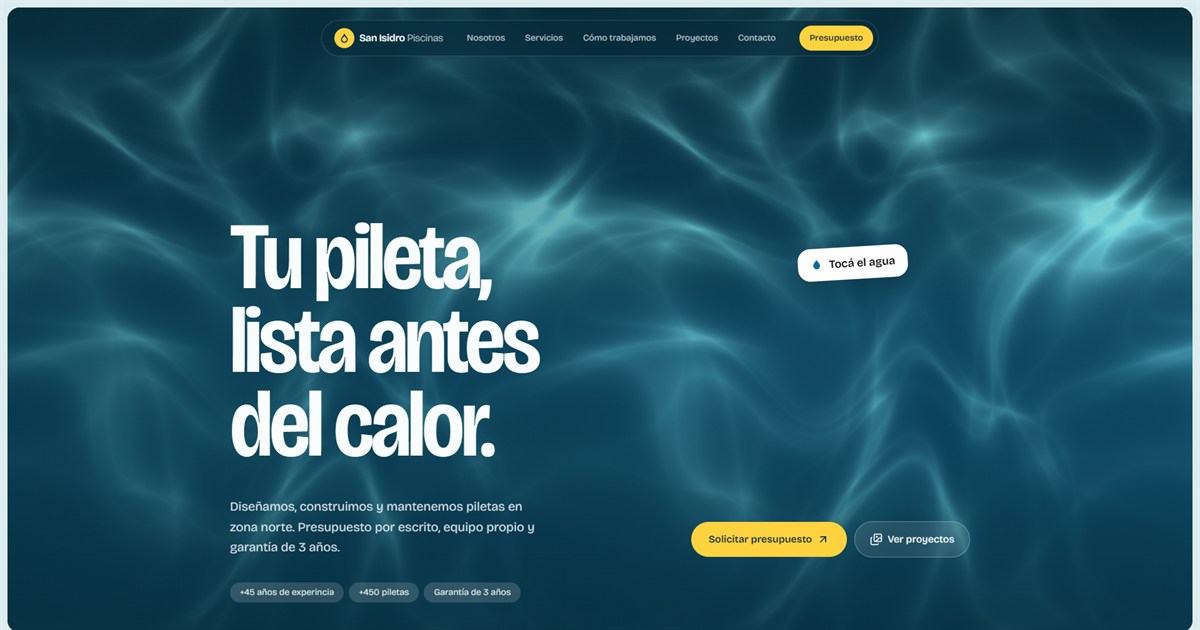 San Isidro Piscinas
Nosotros
Servicios
Cómo trabajamos
Proyectos
Contacto
Presupuesto
Tu pileta,
lista antes
del calor.
Tocá el agua
Diseñamos, construimos y mantenemos piletas en
zona norte. Presupuesto por escrito, equipo propio y
garantía de 3 años.
Solicitar presupuesto
Ver proyectos
+45 años de experincia
+450 piletas
Garantía de 3 años